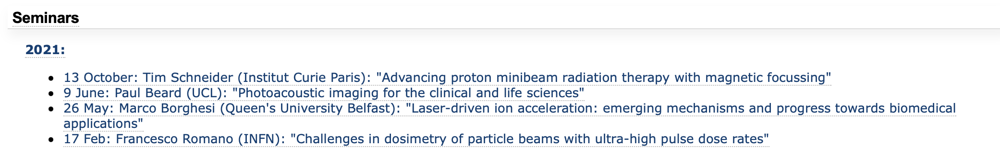 Seminars
2021:
13 October: Tim Schneider (Institut Curie Paris): "Advancing proton minibeam radiation therapy with magnetic focussing"
9 June: Paul Beard (UCL): "Photoacoustic imaging for the clinical and life sciences"
26 May: Marco Borghesi (Queen's University Belfast): "Laser-driven ion acceleration: emerging mechanisms and progress towards biomedical
applications"
17 Feb: Francesco Romano (INFN): "Challenges in dosimetry of particle beams with ultra-high pulse dose rates"